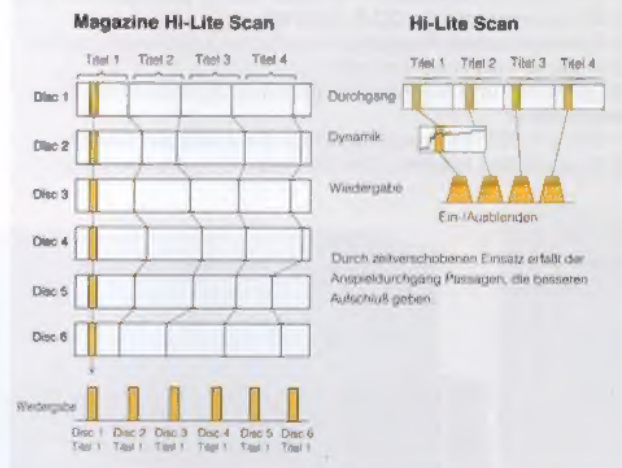 Magazine Hi-Lite Scan
Titel 1 Titel 2 Titel 3 Titel 4
Disc 1
Disc 2
Disc 3
Disc 4
Disc 5
Disc 6
Wiedergabe
Disc 1 Disc 2 Disc 3 Disc 4 Disc 5 Disc 6
Titel 1 Titel 1 Titel 1 Titel 1 Titel 1 Titel 1
Hi-Lite Scan
Titel 1 Titel 2 Titel 3 Titel 4
Durchgang
Dynamik
Wiedergabe
Ein-/Ausblenden
Durch zeitverschobenen Einsatz erfaßt der
Anspieldurchgang Passagen, die besseren
Aufschluß geben.